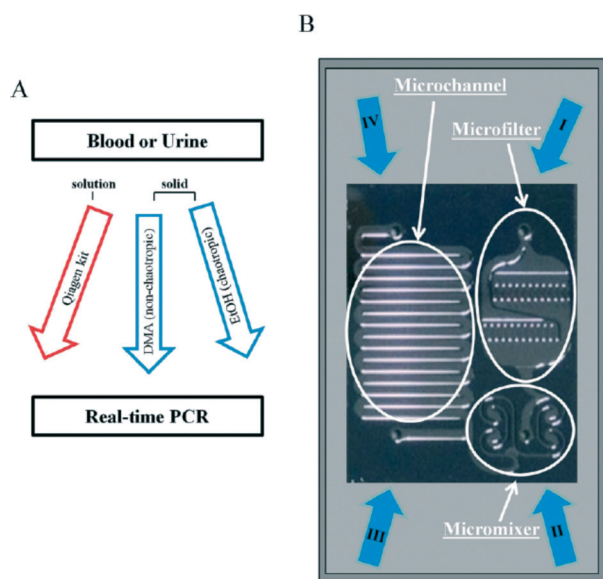 A
Blood or Urine
solution
solid
Qiagen kit
DMA (non-chaotropic)
EtOH (chaotropic)
Real-time PCR
B
Microchannel
Microfilter
IV
I
III
II
Micromixer